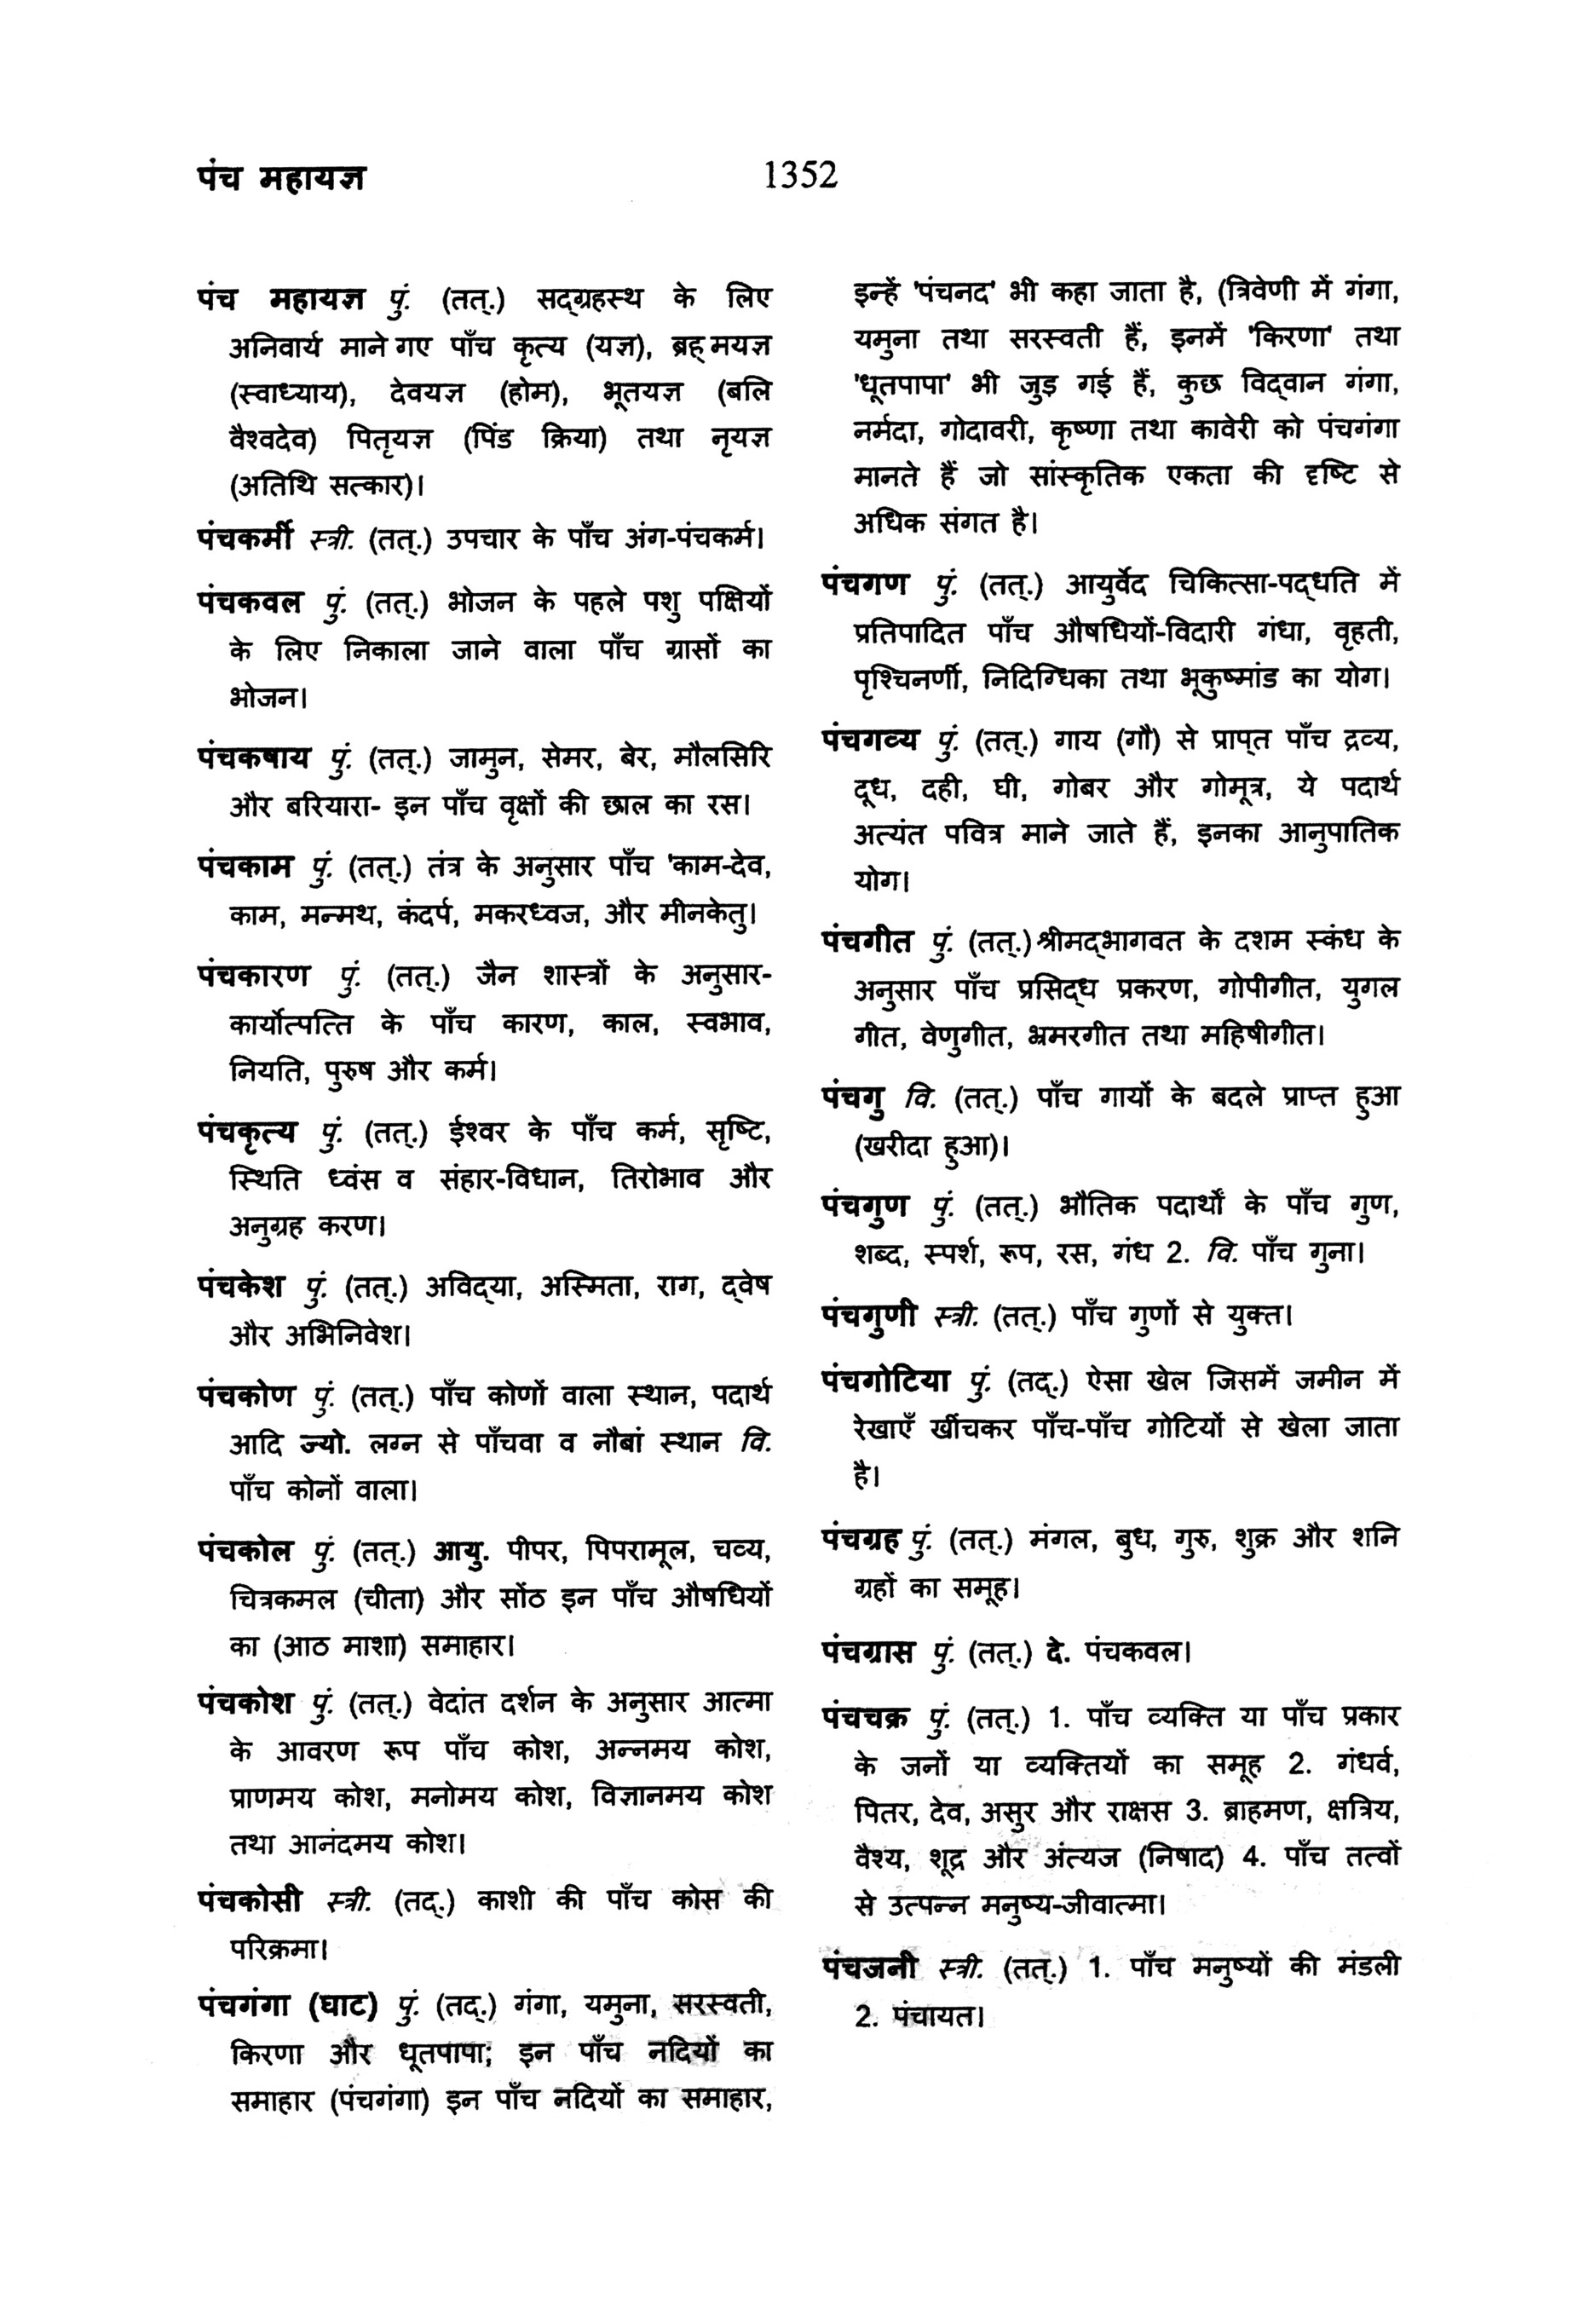 पंच महायज्ञ
1352
पंच महायज्ञ पुं. (तत्.) सद्ग्रहस्थ के लिए
अनिवार्य माने गए पाँच कृत्य (यज्ञ), ब्रह्मयज्ञ
(स्वाध्याय), देवयज्ञ (होम), भूतयज्ञ (बलि
वैश्वदेव) पितृयज्ञ (पिंड क्रिया) तथा नृयज्ञ
(अतिथि सत्कार)।
पंचकर्मी स्त्री. (तत्.) उपचार के पाँच अंग-पंचकर्म।
पंचकवल पुं. (तत्.) भोजन के पहले पशु पक्षियों
के लिए निकाला जाने वाला पाँच ग्रासों का
भोजन।
पंचकषाय पुं. (तत्.) जामुन, सेमर, बेर, मौलसिरि
और बरियारा- इन पाँच वृक्षों की छाल का रस।
पंचकाम पुं. (तत्.) तंत्र के अनुसार पाँच 'काम-देव,
काम, मन्मथ, कंदर्प, मकरध्वज, और मीनकेतु।
पंचकारण पुं. (तत्.) जैन शास्त्रों के अनुसार-
कार्योत्पत्ति के पाँच कारण, काल, स्वभाव,
नियति, पुरुष और कर्म।
पंचकृत्य पुं. (तत्.) ईश्वर के पाँच कर्म, सृष्टि,
स्थिति ध्वंस व संहार-विधान, तिरोभाव और
अनुग्रह करण।
पंचकेश पुं. (तत्.) अविद्या, अस्मिता, राग, द्वेष
और अभिनिवेश।
पंचकोण पुं. (तत्.) पाँच कोणों वाला स्थान, पदार्थ
आदि ज्यो. लग्न से पाँचवा व नौबां स्थान वि.
पाँच कोनों वाला।
पंचकोल पुं. (तत्.) आयु. पीपर, पिपरामूल, चव्य,
चित्रकमल (चीता) और सोंठ इन पाँच औषधियों
का (आठ माशा) समाहार।
पंचकोश पुं. (तत्.) वेदांत दर्शन के अनुसार आत्मा
के आवरण रूप पाँच कोश, अन्नमय कोश,
प्राणमय कोश, मनोमय कोश, विज्ञानमय कोश
तथा आनंदमय कोश।
पंचकोसी स्त्री. (तद्.) काशी की पाँच कोस की
परिक्रमा।
पंचगंगा (घाट) पुं. (तद्.) गंगा, यमुना, सरस्वती,
किरणा और धूतपापा; इन पाँच नदियों का
समाहार (पंचगंगा) इन पाँच नदियों का समाहार,
इन्हें 'पंचनद' भी कहा जाता है, (त्रिवेणी में गंगा,
यमुना तथा सरस्वती हैं, इनमें 'किरणा' तथा
'धूतपापा' भी जुड़ गई हैं, कुछ विद्वान गंगा,
नर्मदा, गोदावरी, कृष्णा तथा कावेरी को पंचगंगा
मानते हैं जो सांस्कृतिक एकता की दृष्टि से
अधिक संगत है।
पंचगण पुं. (तत्.) आयुर्वेद चिकित्सा-पद्धति में
प्रतिपादित पाँच औषधियों-विदारी गंधा, वृहती,
पृश्चिनर्णी, निदिग्धिका तथा भूकुष्मांड का योग।
पंचगव्य पुं. (तत्.) गाय (गौ) से प्राप्त पाँच द्रव्य,
दूध, दही, घी, गोबर और गोमूत्र, ये पदार्थ
अत्यंत पवित्र माने जाते हैं, इनका आनुपातिक
योग।
पंचगीत पुं. (तत्.) श्रीमद्भागवत के दशम स्कंध के
अनुसार पाँच प्रसिद्ध प्रकरण, गोपीगीत, युगल
गीत, वेणुगीत, भ्रमरगीत तथा महिषीगीत।
पंचगु वि. (तत्.) पाँच गायों के बदले प्राप्त हुआ
(खरीदा हुआ)।
पंचगुण पुं. (तत्.) भौतिक पदार्थों के पाँच गुण,
शब्द, स्पर्श, रूप, रस, गंध 2. वि. पाँच गुना।
पंचगुणी स्त्री. (तत्.) पाँच गुणों से युक्त।
पंचगोटिया पुं. (तद्.) ऐसा खेल जिसमें जमीन में
रेखाएँ खींचकर पाँच-पाँच गोटियों से खेला जाता
है।
पंचग्रह पुं. (तत्.) मंगल, बुध, गुरु, शुक्र और शनि
ग्रहों का समूह।
पंचग्रास पुं. (तत्.) दे. पंचकवल।
पंचचक्र पुं. (तत्.) 1. पाँच व्यक्ति या पाँच प्रकार
के जनों या व्यक्तियों का समूह 2. गंधर्व,
पितर, देव, असुर और राक्षस 3. ब्राहमण, क्षत्रिय,
वैश्य, शूद्र और अंत्यज (निषाद) 4. पाँच तत्वों
से उत्पन्न मनुष्य-जीवात्मा।
पंचजनी स्त्री. (तत्.) 1. पाँच मनुष्यों की मंडली
2. पंचायत।